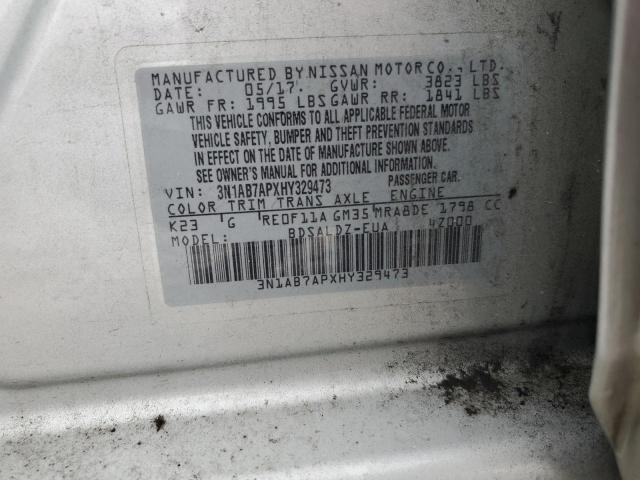 MANUFACTURED BY NISSAN MOTOR CO., LTD.
DATE: 05/17 GVWR: 3823 LBS
GAWR FR: 1995 LBS GAWR RR: 1841 LBS
THIS VEHICLE CONFORMS TO ALL APPLICABLE FEDERAL MOTOR
VEHICLE SAFETY, BUMPER AND THEFT PREVENTION STANDARDS
IN EFFECT ON THE DATE OF MANUFACTURE SHOWN ABOVE.
SEE OWNER'S MANUAL FOR ADDITIONAL INFORMATION.
VIN: 3N1AB7APXHY329473 PASSENGER CAR.
COLOR TRIM TRANS AXLE ENGINE
K23 G RE0F11A GM35 MRA8DE 1798 CC
MODEL: BDSALDZ-EUA 4Z000
3N1AB7APXHY329473